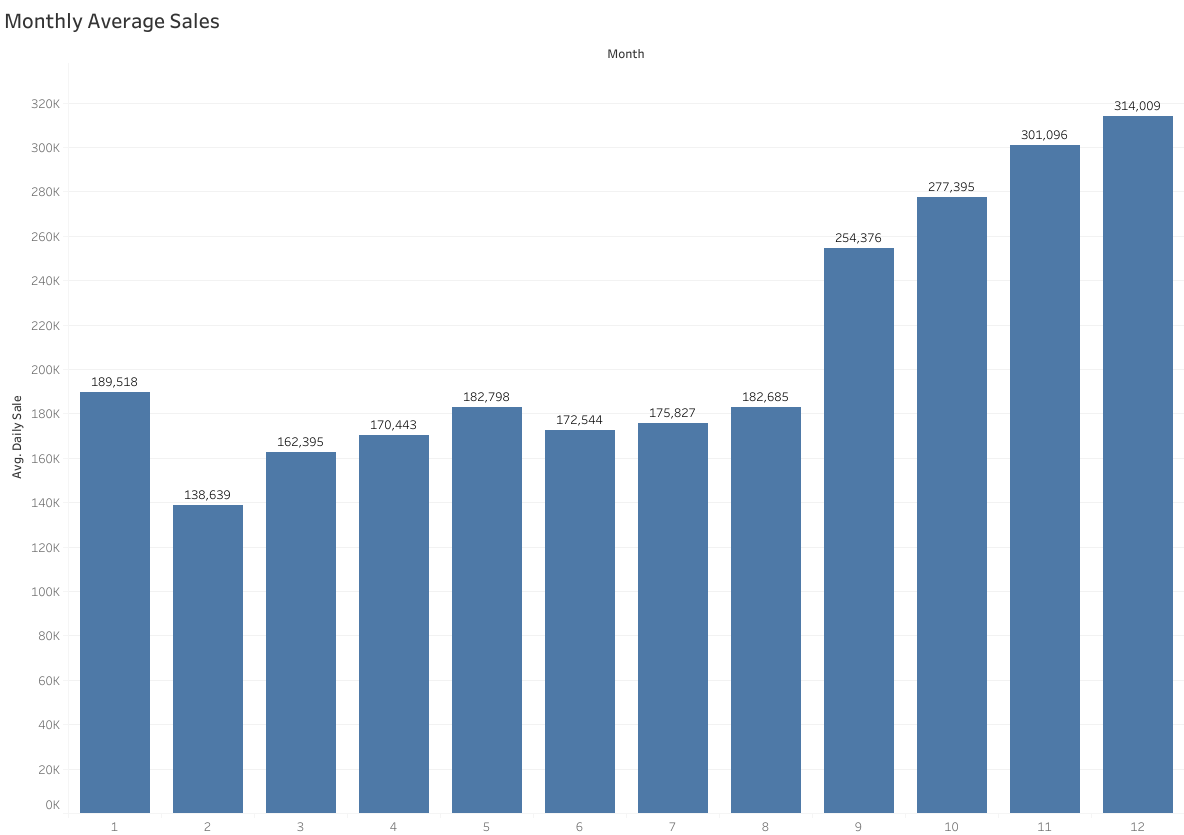 Monthly Average Sales
Month
Avg. Daily Sale
320K
300K
280K
260K
240K
220K
200K
180K
160K
140K
120K
100K
80K
60K
40K
20K
0K
189,518
138,639
162,395
170,443
182,798
172,544
175,827
182,685
254,376
277,395
301,096
314,009
1 2 3 4 5 6 7 8 9 10 11 12